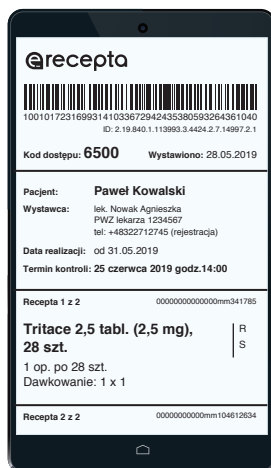 erecepta
10010172316993141033672942435380593264361040
ID: 2.19.840.1.113993.3.4424.2.7.14997.2.1
Kod dostępu: 6500 Wystawiono: 28.05.2019
Pacjent: Paweł Kowalski
Wystawca: lek. Nowak Agnieszka
PWZ lekarza 1234567
tel: +48322712745 (rejestracja)
Data realizacji: od 31.05.2019
Termin kontroli: 25 czerwca 2019 godz.14:00
Recepta 1 z 2 00000000000000mm341785
Tritace 2,5 tabl. (2,5 mg), R
28 szt. S
1 op. po 28 szt.
Dawkowanie: 1 x 1
Recepta 2 z 2 00000000000mm104612634